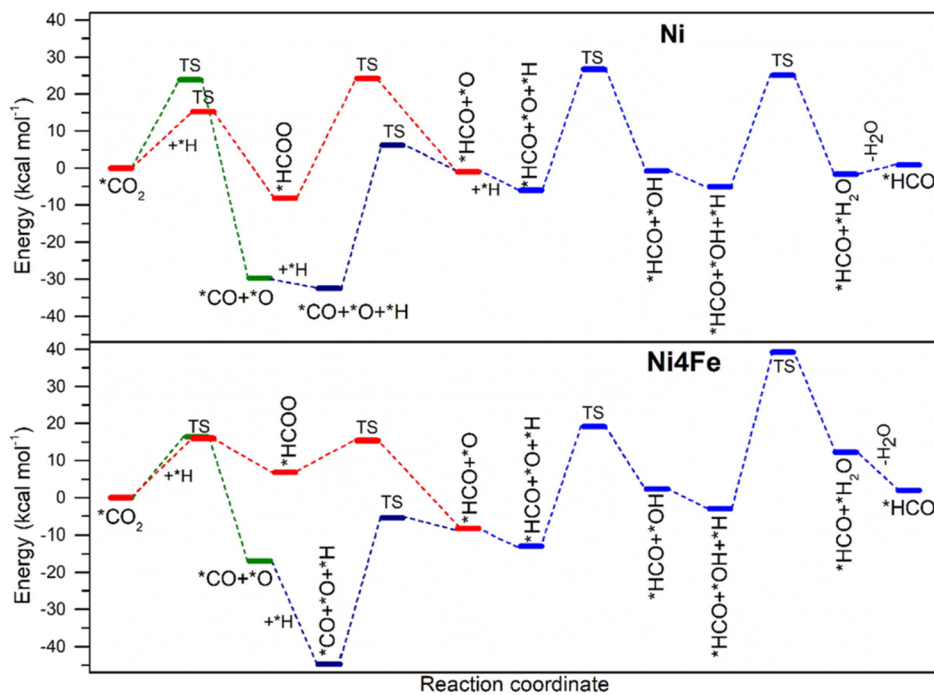 Ni
40
30
20
10
0
-10
-20
-30
-40
Energy (kcal mol⁻¹)
*CO₂
TS
TS
+*H
*HCOO
*CO+*O
+*H
*CO+*O+*H
TS
TS
*HCO+*O
+*H
*HCO+*O+*H
TS
*HCO+*OH
*HCO+*OH+*H
TS
*HCO+*H₂O
-H₂O
*HCO
Ni4Fe
40
30
20
10
0
-10
-20
-30
-40
Energy (kcal mol⁻¹)
*CO₂
TS
+*H
*HCOO
*CO+*O
+*H
*CO+*O+*H
TS
TS
*HCO+*O
*HCO+*O+*H
TS
*HCO+*OH
*HCO+*OH+*H
TS
*HCO+*H₂O
-H₂O
*HCO
Reaction coordinate